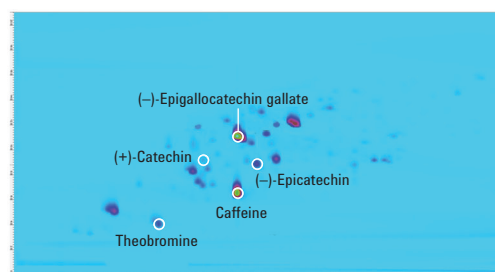 (–)-Epigallocatechin gallate
(+)-Catechin
(–)-Epicatechin
Caffeine
Theobromine